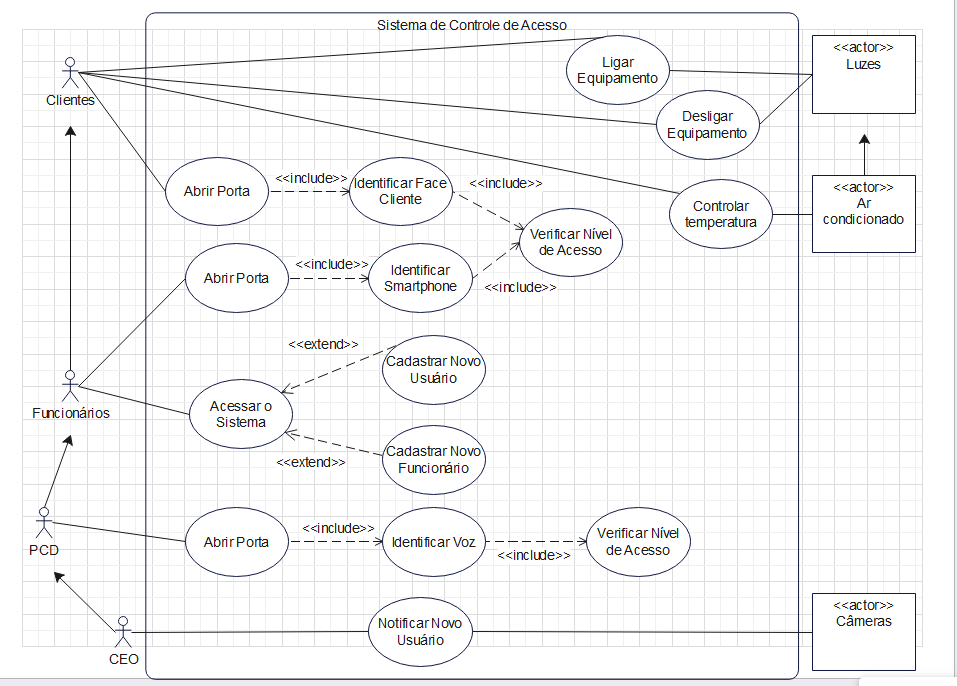 Sistema de Controle de Acesso
Clientes
Ligar
Equipamento
<<actor>>
Luzes
Desligar
Equipamento
Abrir Porta
<<include>>
Identificar Face
Cliente
<<include>>
Controlar
temperatura
<<actor>>
Ar
condicionado
Verificar Nível
de Acesso
Abrir Porta
<<include>>
Identificar
Smartphone
<<include>>
<<extend>>
Cadastrar Novo
Usuário
Funcionários
Acessar o
Sistema
<<extend>>
Cadastrar Novo
Funcionário
PCD
Abrir Porta
<<include>>
Identificar Voz
<<include>>
Verificar Nível
de Acesso
CEO
Notificar Novo
Usuário
<<actor>>
Câmeras